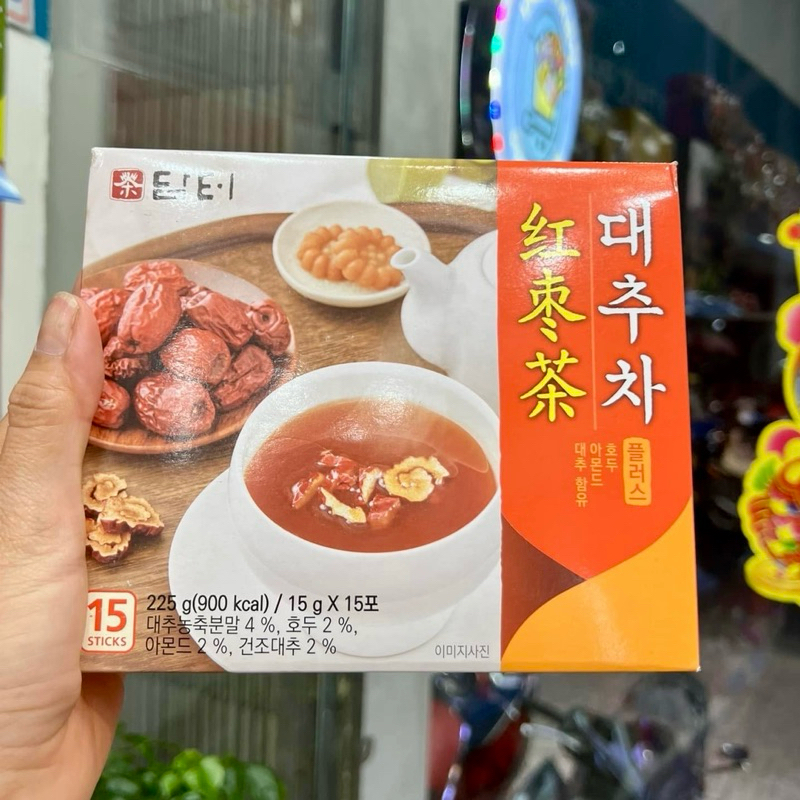 茶 담터
红枣茶
대추차
플러스
호두
아몬드
대추 함유
15
STICKS
225 g(900 kcal) / 15 g X 15포
대추농축분말 4 %, 호두 2 %,
아몬드 2 %, 건조대추 2 %
이미지사진